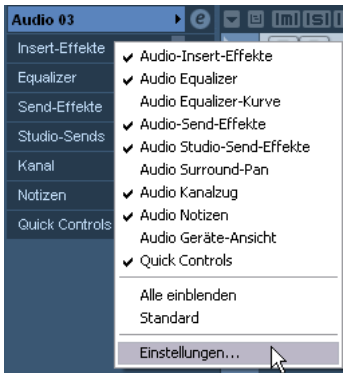 Audio 03
Insert-Effekte
Equalizer
Send-Effekte
Studio-Sends
Kanal
Notizen
Quick Controls
Audio-Insert-Effekte
Audio Equalizer
Audio Equalizer-Kurve
Audio-Send-Effekte
Audio Studio-Send-Effekte
Audio Surround-Pan
Audio Kanalzug
Audio Notizen
Audio Geräte-Ansicht
Quick Controls
Alle einblenden
Standard
Einstellungen...